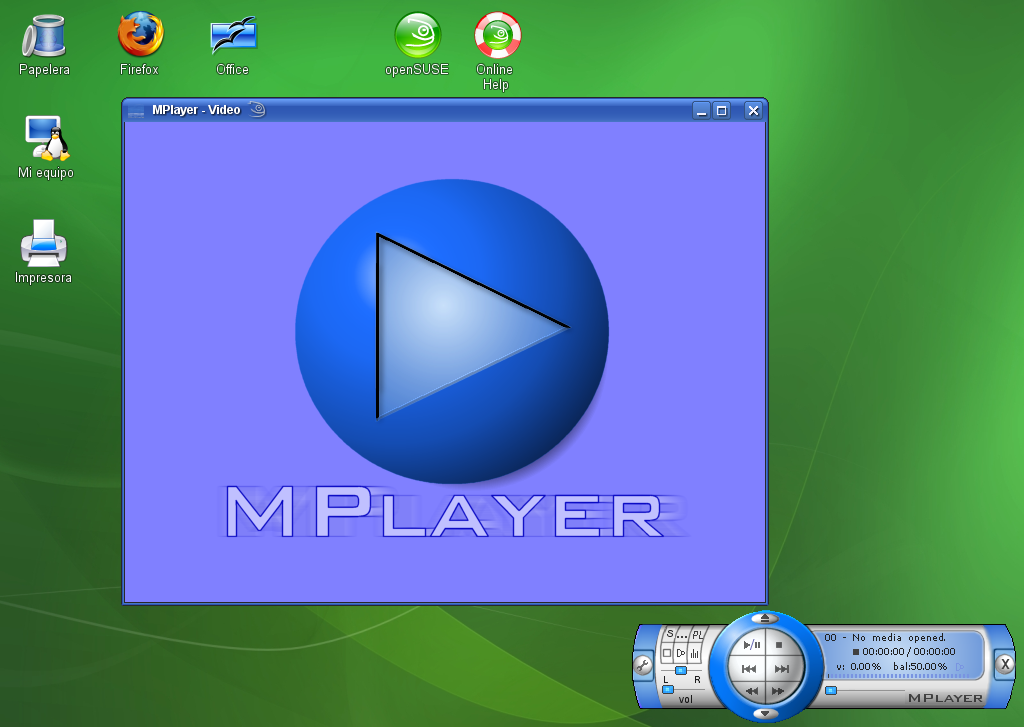 Papelera
Firefox
Office
openSUSE
Online
Help
Mi equipo
Impresora
MPlayer - Video
MPLAYER
S ... PL
L R
vol
00 - No media opened.
00:00:00 / 00:00:00
v: 0.00% bal:50.00%
MPLAYER
X